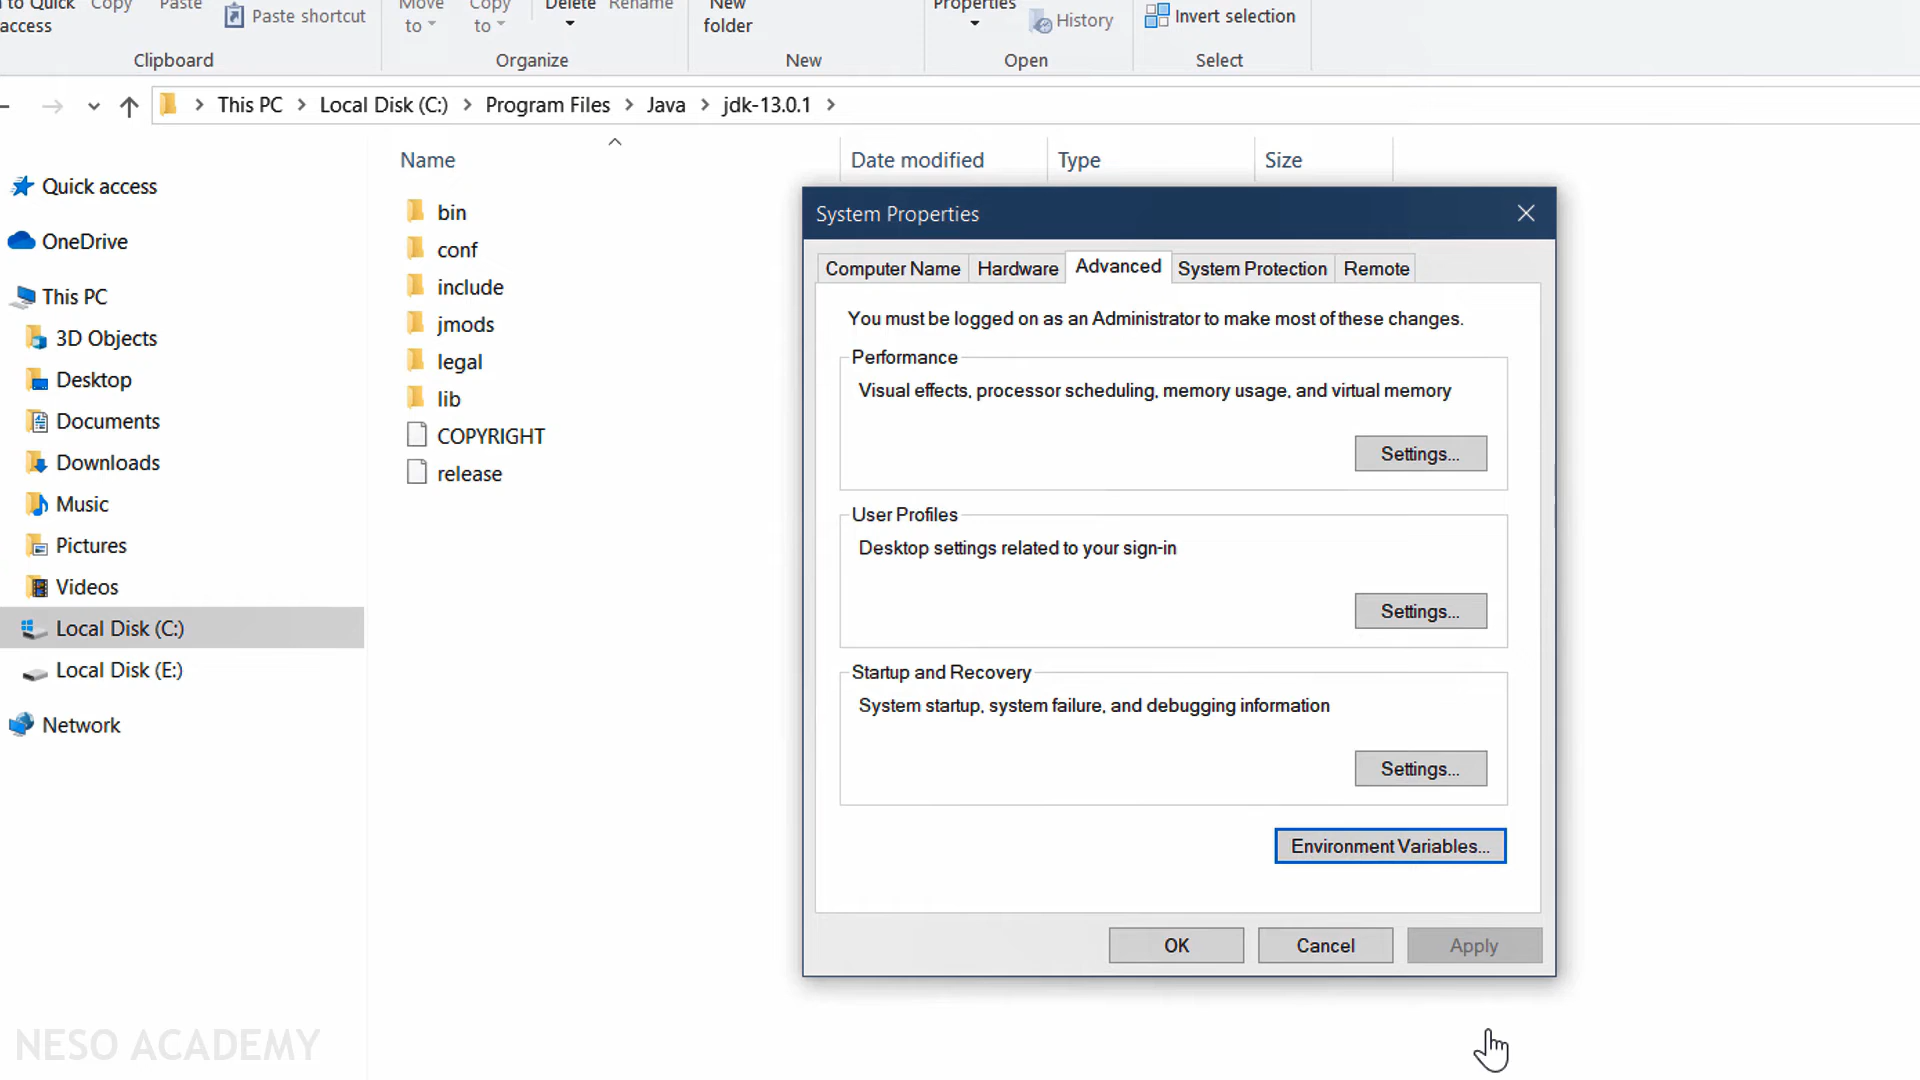 to Quick
access
Copy
Paste
Paste shortcut
Clipboard
Move
to
Copy
to
Delete
Rename
Organize
New
folder
New
Properties
History
Open
Invert selection
Select
This PC > Local Disk (C:) > Program Files > Java > jdk-13.0.1 >
Name
Date modified
Type
Size
Quick access
OneDrive
This PC
3D Objects
Desktop
Documents
Downloads
Music
Pictures
Videos
Local Disk (C:)
Local Disk (E:)
Network
bin
conf
include
jmods
legal
lib
COPYRIGHT
release
System Properties
Computer Name
Hardware
Advanced
System Protection
Remote
You must be logged on as an Administrator to make most of these changes.
Performance
Visual effects, processor scheduling, memory usage, and virtual memory
Settings...
User Profiles
Desktop settings related to your sign-in
Settings...
Startup and Recovery
System startup, system failure, and debugging information
Settings...
Environment Variables...
OK
Cancel
Apply
NESO ACADEMY